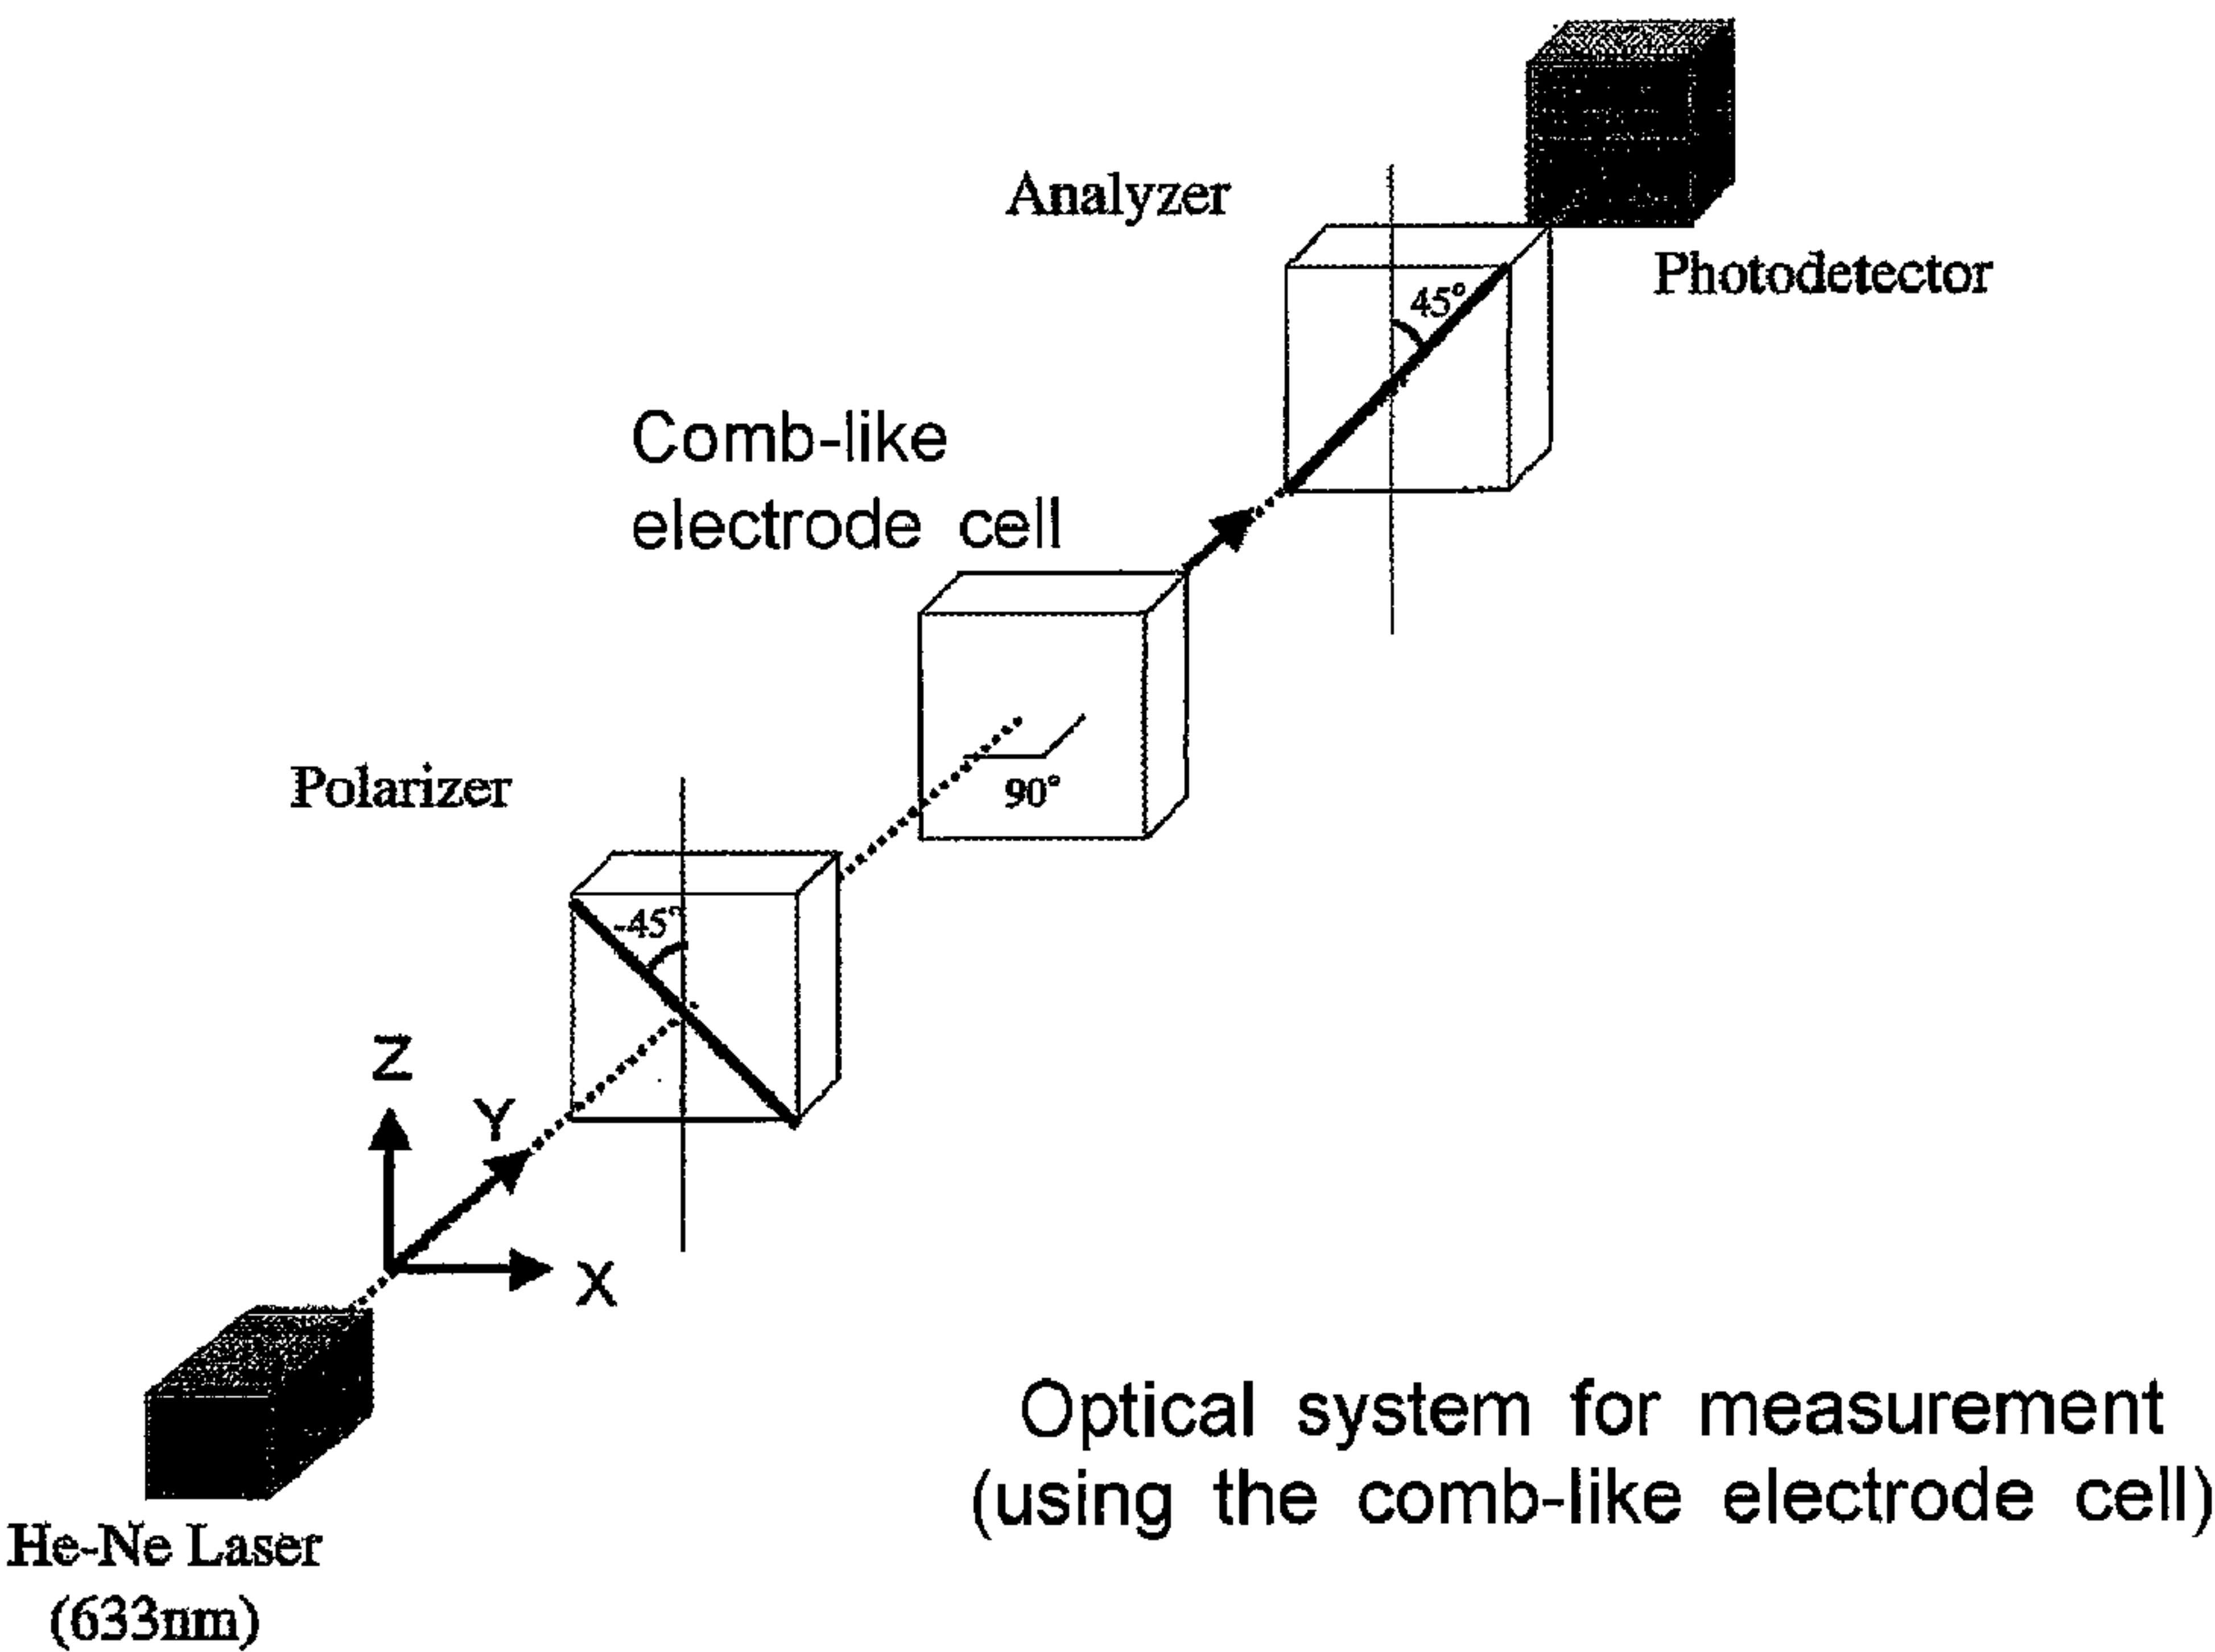 Analyzer
45°
Photodetector
Comb-like
electrode cell
90°
Polarizer
-45°
Z
Y
X
He-Ne Laser
(633nm)
Optical system for measurement
(using the comb-like electrode cell)